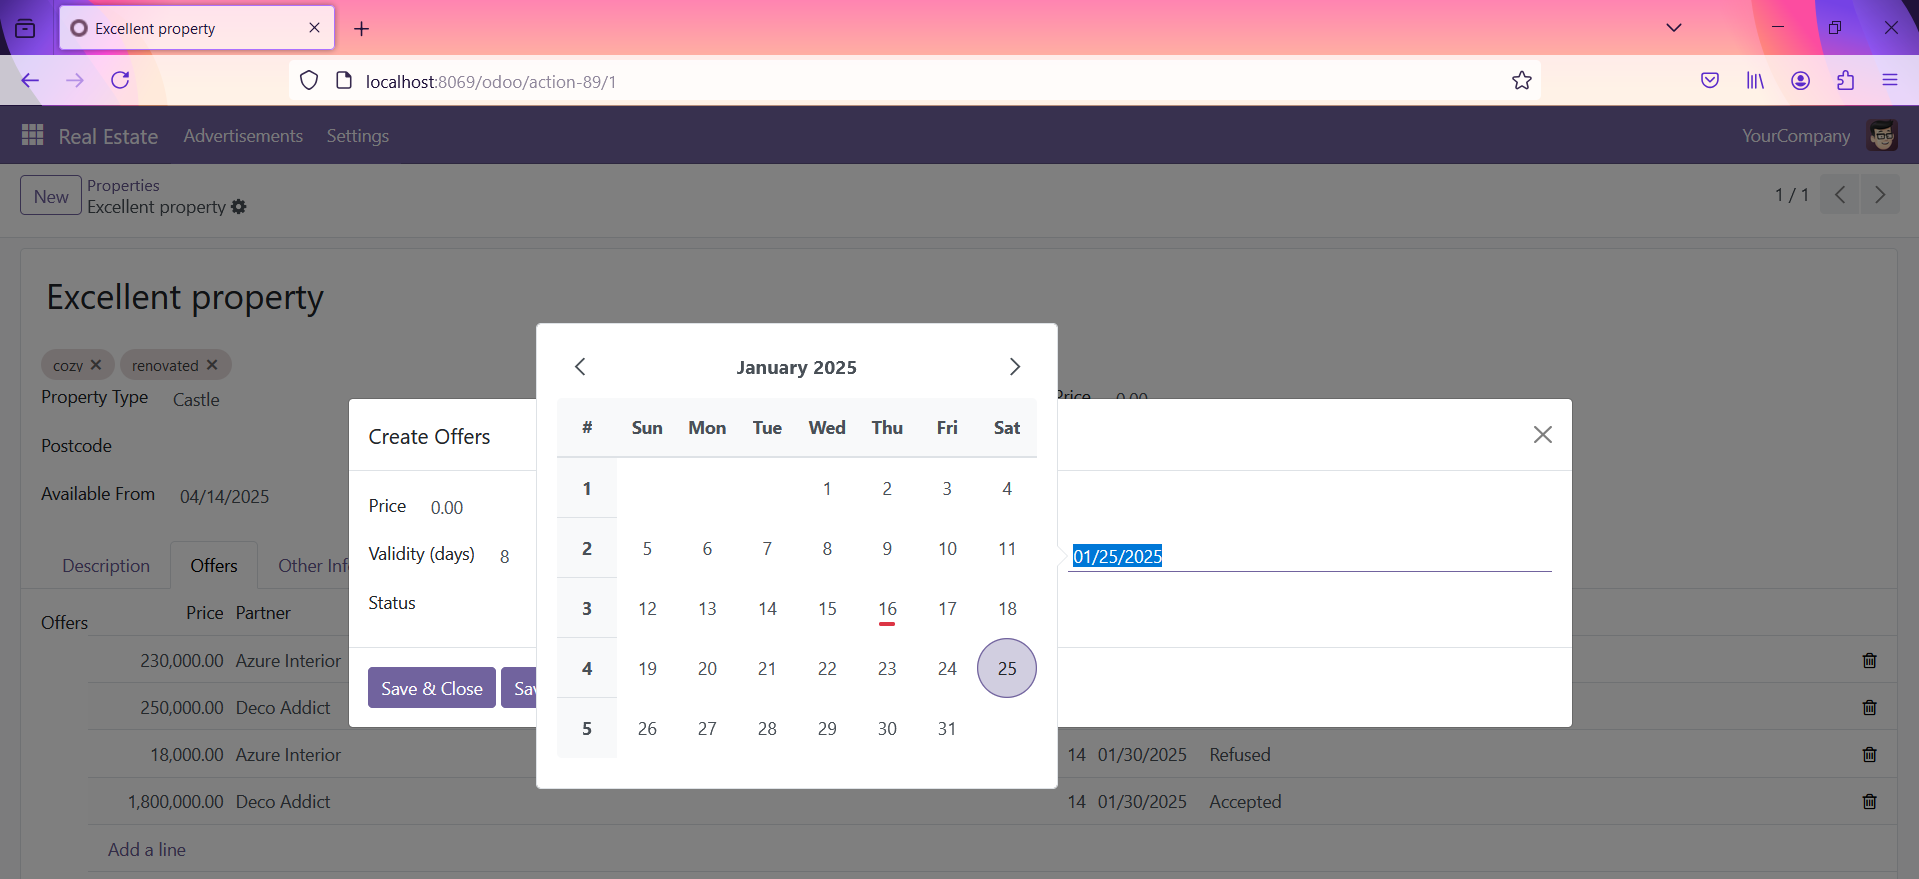 Excellent property
localhost:8069/odoo/action-89/1
Real Estate Advertisements Settings YourCompany
New Properties
Excellent property
1 / 1
Excellent property
cozy renovated
Property Type Castle
Price 0.00
Postcode
Available From 04/14/2025
Description Offers Other Inf
Offers
Price Partner
230,000.00 Azure Interior
250,000.00 Deco Addict
18,000.00 Azure Interior 14 01/30/2025 Refused
1,800,000.00 Deco Addict 14 01/30/2025 Accepted
Add a line
Create Offers
Price 0.00
Validity (days) 8
01/25/2025
Status
Save & Close Sav
January 2025
# Sun Mon Tue Wed Thu Fri Sat
1 1 2 3 4
2 5 6 7 8 9 10 11
3 12 13 14 15 16 17 18
4 19 20 21 22 23 24 25
5 26 27 28 29 30 31